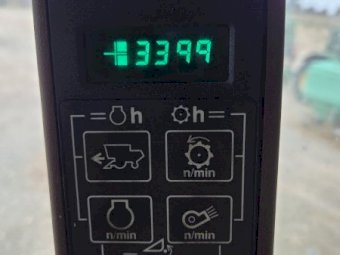 3399
=h h=
n/min
n/min n/min